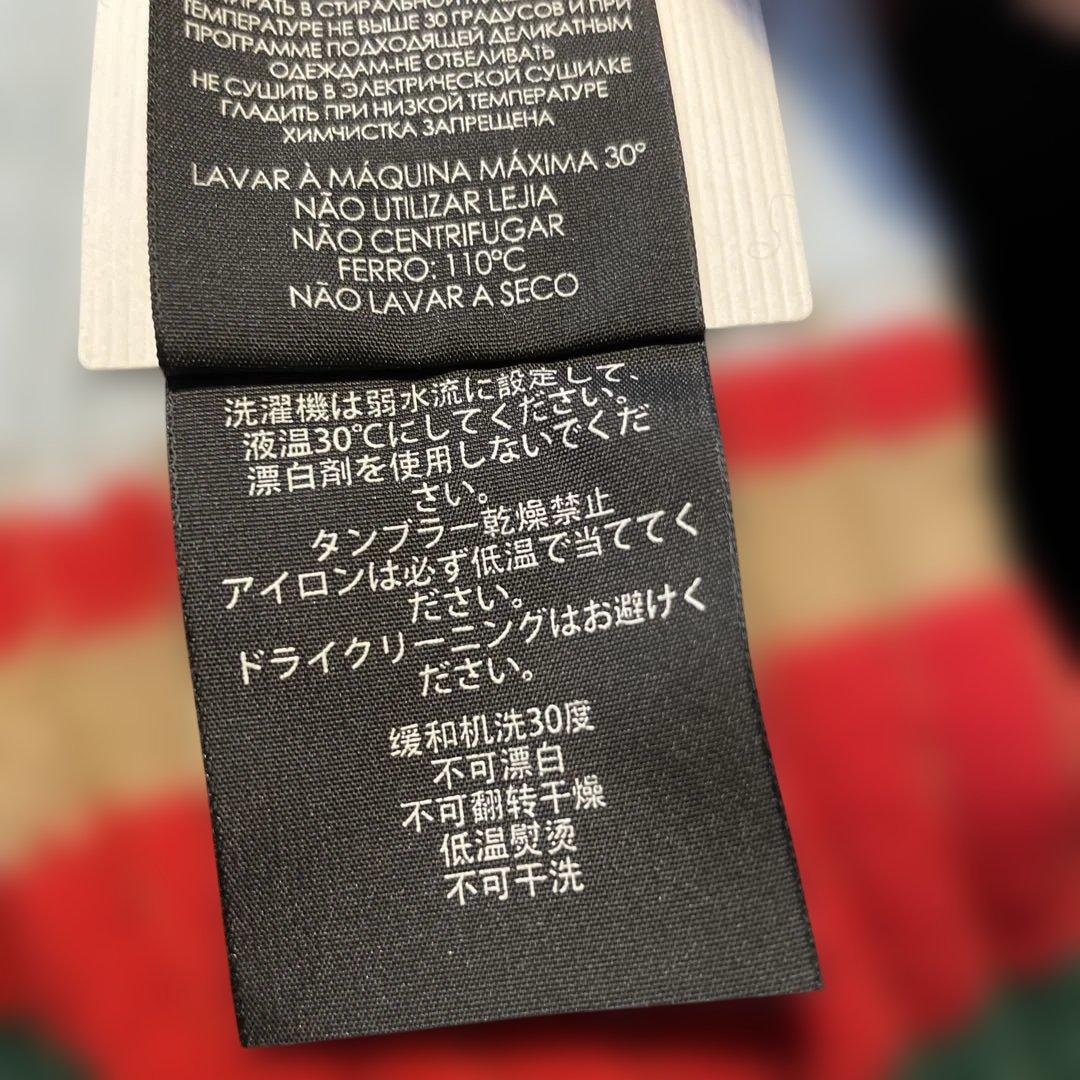 ТЕМПЕРАТУРЕ НЕ ВЫШЕ 30 ГРАДУСОВ И ПРИ
ПРОГРАММЕ ПОДХОДЯЩЕЙ ДЕЛИКАТНЫМ
ОДЕЖДАМ-НЕ ОТБЕЛИВАТЬ
НЕ СУШИТЬ В ЭЛЕКТРИЧЕСКОЙ СУШИЛКЕ
ГЛАДИТЬ ПРИ НИЗКОЙ ТЕМПЕРАТУРЕ
ХИМЧИСТКА ЗАПРЕЩЕНА
LAVAR À MÁQUINA MÁXIMA 30°
NÃO UTILIZAR LEJIA
NÃO CENTRIFUGAR
FERRO: 110°C
NÃO LAVAR A SECO
洗濯機は弱水流に設定して、
液温30℃にしてください。
漂白剤を使用しないでくだ
さい。
タンブラー乾燥禁止
アイロンは必ず低温で当ててく
ださい。
ドライクリーニングはお避けく
ださい。
缓和机洗30度
不可漂白
不可翻转干燥
低温熨烫
不可干洗